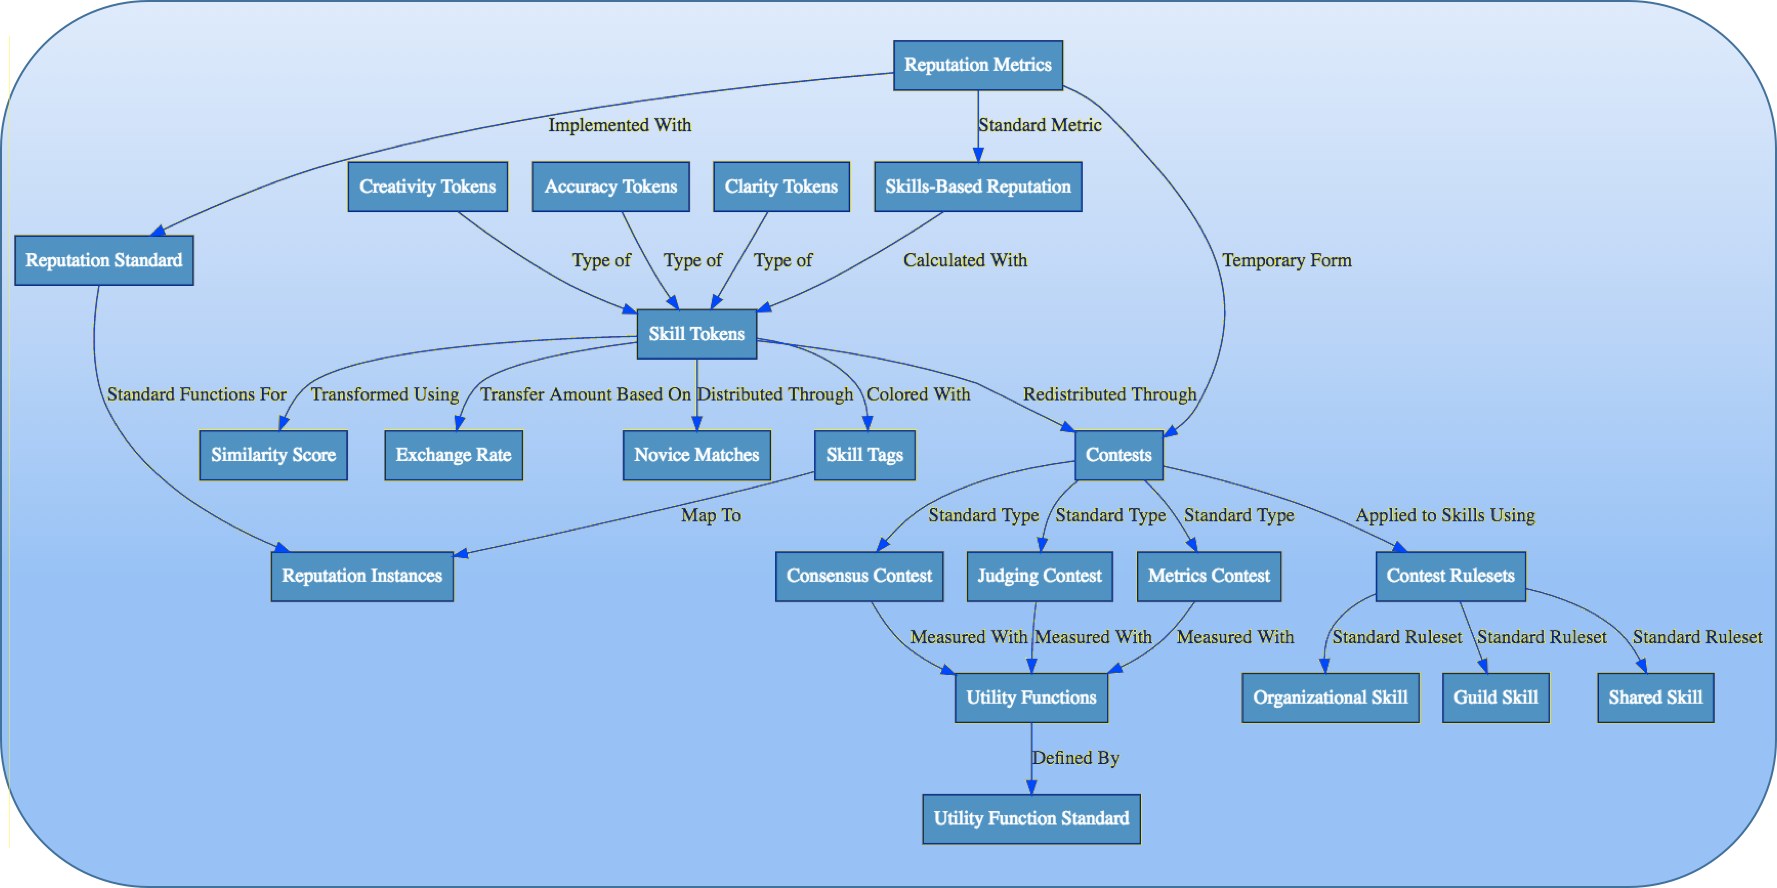 Reputation Metrics
Implemented With
Standard Metric
Creativity Tokens
Accuracy Tokens
Clarity Tokens
Skills-Based Reputation
Reputation Standard
Type of
Type of
Type of
Calculated With
Temporary Form
Skill Tokens
Standard Functions For
Transformed Using
Transfer Amount Based On
Distributed Through
Colored With
Redistributed Through
Similarity Score
Exchange Rate
Novice Matches
Skill Tags
Contests
Map To
Standard Type
Standard Type
Standard Type
Applied to Skills Using
Reputation Instances
Consensus Contest
Judging Contest
Metrics Contest
Contest Rulesets
Measured With
Measured With
Measured With
Standard Ruleset
Standard Ruleset
Standard Ruleset
Utility Functions
Organizational Skill
Guild Skill
Shared Skill
Defined By
Utility Function Standard